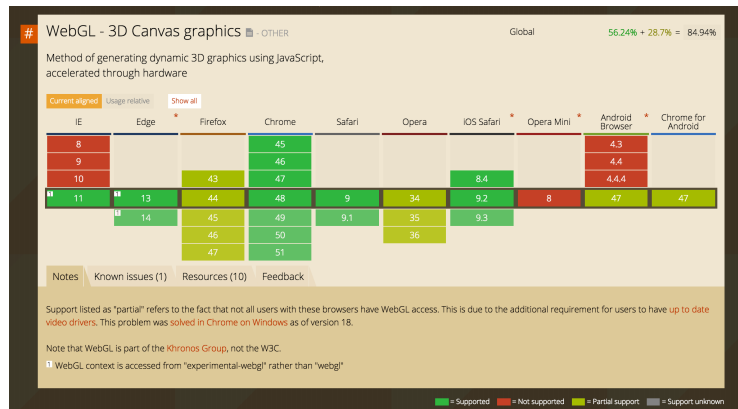 # WebGL - 3D Canvas graphics - OTHER
Global 56.24% + 28.7% = 84.94%
Method of generating dynamic 3D graphics using JavaScript,
accelerated through hardware
Current aligned Usage relative Show all
IE Edge * Firefox Chrome Safari Opera iOS Safari * Opera Mini * Android Browser * Chrome for Android
8 45 4.3
9 46 4.4
10 43 47 8.4 4.4.4
1 11 1 13 44 48 9 34 9.2 8 47 47
1 14 45 49 9.1 35 9.3
46 50 36
47 51
Notes Known issues (1) Resources (10) Feedback
Support listed as "partial" refers to the fact that not all users with these browsers have WebGL access. This is due to the additional requirement for users to have up to date
video drivers. This problem was solved in Chrome on Windows as of version 18.
Note that WebGL is part of the Khronos Group, not the W3C.
1 WebGL context is accessed from "experimental-webgl" rather than "webgl"
= Supported = Not supported = Partial support = Support unknown